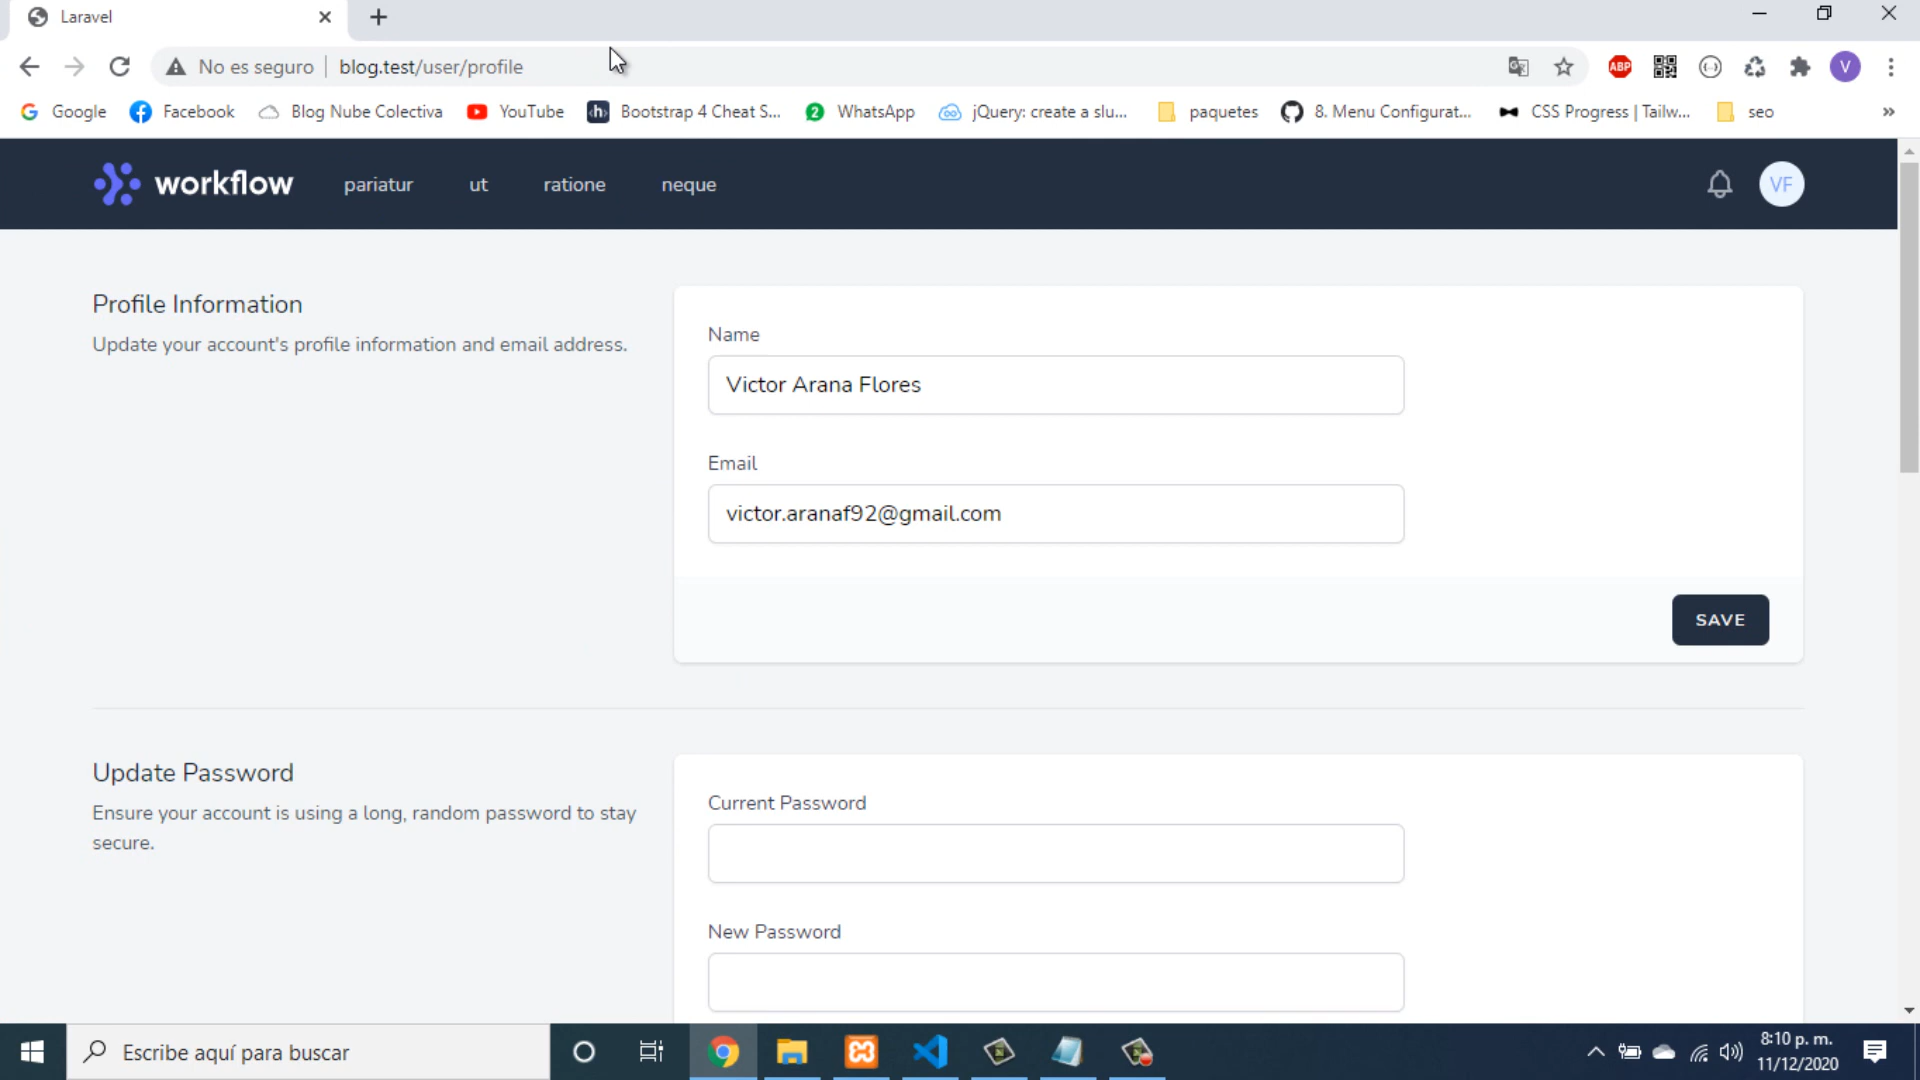 Laravel
No es seguro | blog.test/user/profile
ABP
V
Google
Facebook
Blog Nube Colectiva
YouTube
h
Bootstrap 4 Cheat S...
2
WhatsApp
jQuery: create a slu...
paquetes
8. Menu Configurat...
CSS Progress | Tailw...
seo
»
workflow
pariatur
ut
ratione
neque
VF
Profile Information
Update your account's profile information and email address.
Name
Victor Arana Flores
Email
victor.aranaf92@gmail.com
SAVE
Update Password
Ensure your account is using a long, random password to stay
secure.
Current Password
New Password
Escribe aquí para buscar
8:10 p. m.
11/12/2020